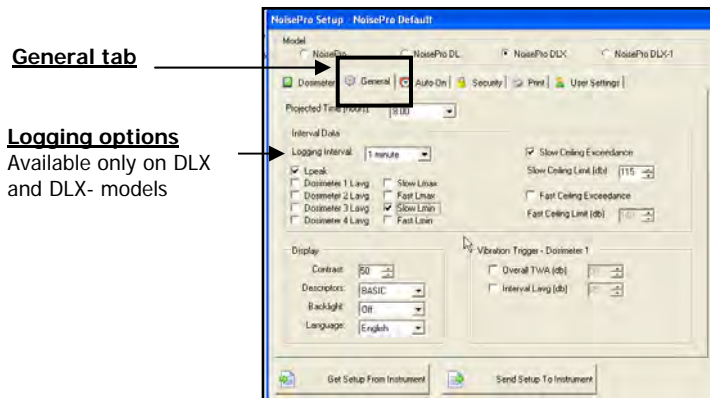 NoisePro Setup - NoisePro Default
Model
NoisePro NoisePro DL NoisePro DLX NoisePro DLX-1
General tab
Dosimeter General Auto-On Security Print User Settings
Projected Time [hours]: 8.00
Interval Data
Logging options
Available only on DLX
and DLX- models
Logging Interval: 1 minute
Slow Ceiling Exceedance
Lpeak
Slow Ceiling Limit (db) 115
Dosimeter 1 Lavg Slow Lmax
Dosimeter 2 Lavg Fast Lmax
Fast Ceiling Exceedance
Dosimeter 3 Lavg Slow Lmin
Fast Ceiling Limit (db) 140
Dosimeter 4 Lavg Fast Lmin
Display
Vibration Trigger - Dosimeter 1
Contrast: 50
Overall TWA (db)
Descriptors: BASIC
Interval Lavg (db)
Backlight: Off
Language: English
Get Setup From Instrument Send Setup To Instrument